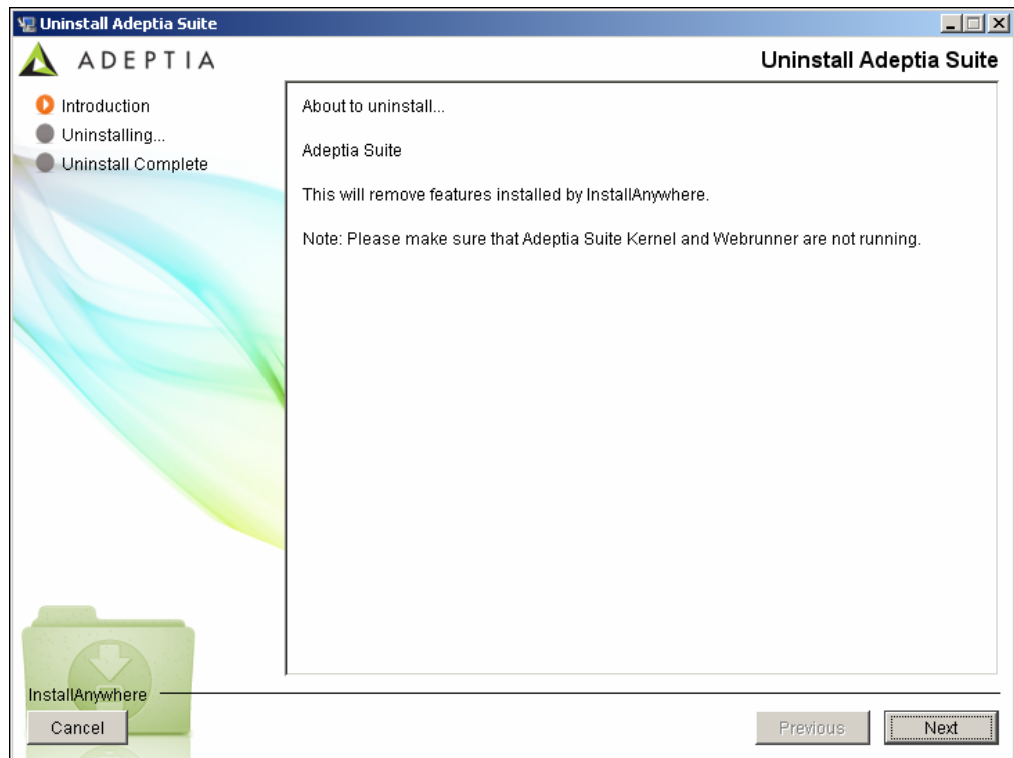 Uninstall Adeptia Suite
ADEPTIA
Uninstall Adeptia Suite
Introduction
Uninstalling...
Uninstall Complete
About to uninstall...
Adeptia Suite
This will remove features installed by InstallAnywhere.
Note: Please make sure that Adeptia Suite Kernel and Webrunner are not running.
InstallAnywhere
Cancel
Previous
Next